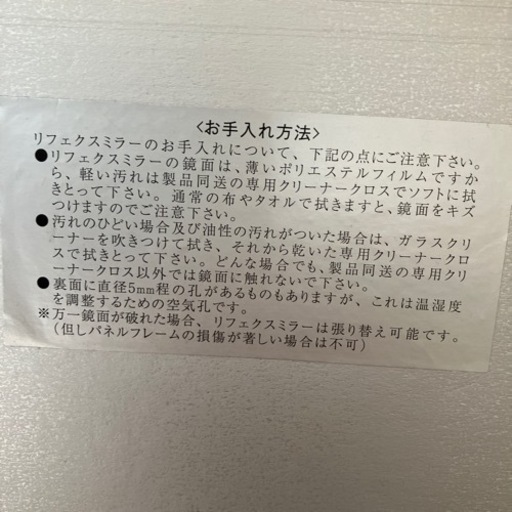 〈お手入れ方法〉
リフェクスミラーのお手入れについて、下記の点にご注意下さい。
●リフェクスミラーの鏡面は、薄いポリエステルフィルムですか
ら、軽い汚れは製品同送の専用クリーナークロスでソフトに拭
きとって下さい。通常の布やタオルで拭きますと、鏡面をキズ
つけますのでご注意下さい。
●汚れのひどい場合及び油性の汚れがついた場合は、ガラスクリ
ーナーを吹きつけて拭き、それから乾いた専用クリーナークロ
スで拭きとって下さい。どんな場合でも、製品同送の専用クリ
ーナークロス以外では鏡面に触れないで下さい。
●裏面に直径5mm程の孔があるものもありますが、これは温湿度
を調整するための空気孔です。
※万一鏡面が破れた場合、リフェクスミラーは張り替え可能です。
（但しパネルフレームの損傷が著しい場合は不可）